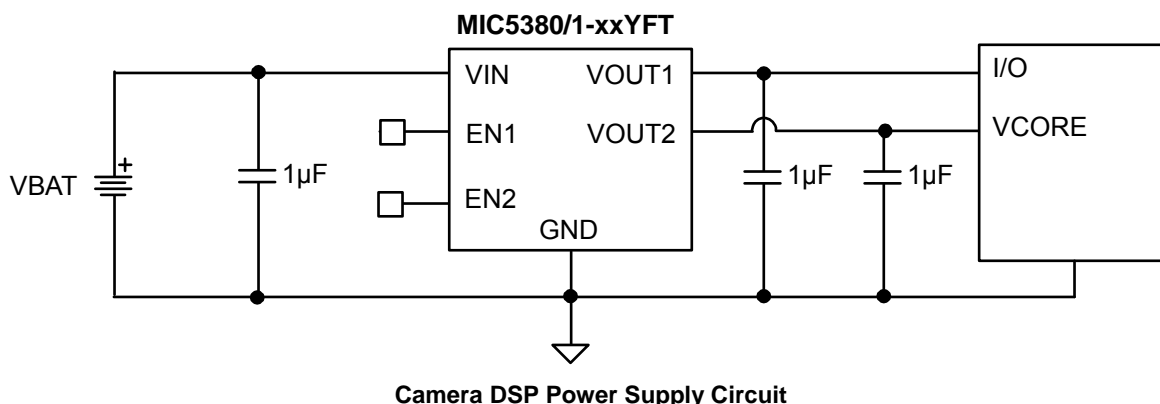 MIC5380/1-xxYFT
VIN
VOUT1
I/O
EN1
VOUT2
VCORE
VBAT
+
1µF
EN2
1µF
1µF
GND
Camera DSP Power Supply Circuit